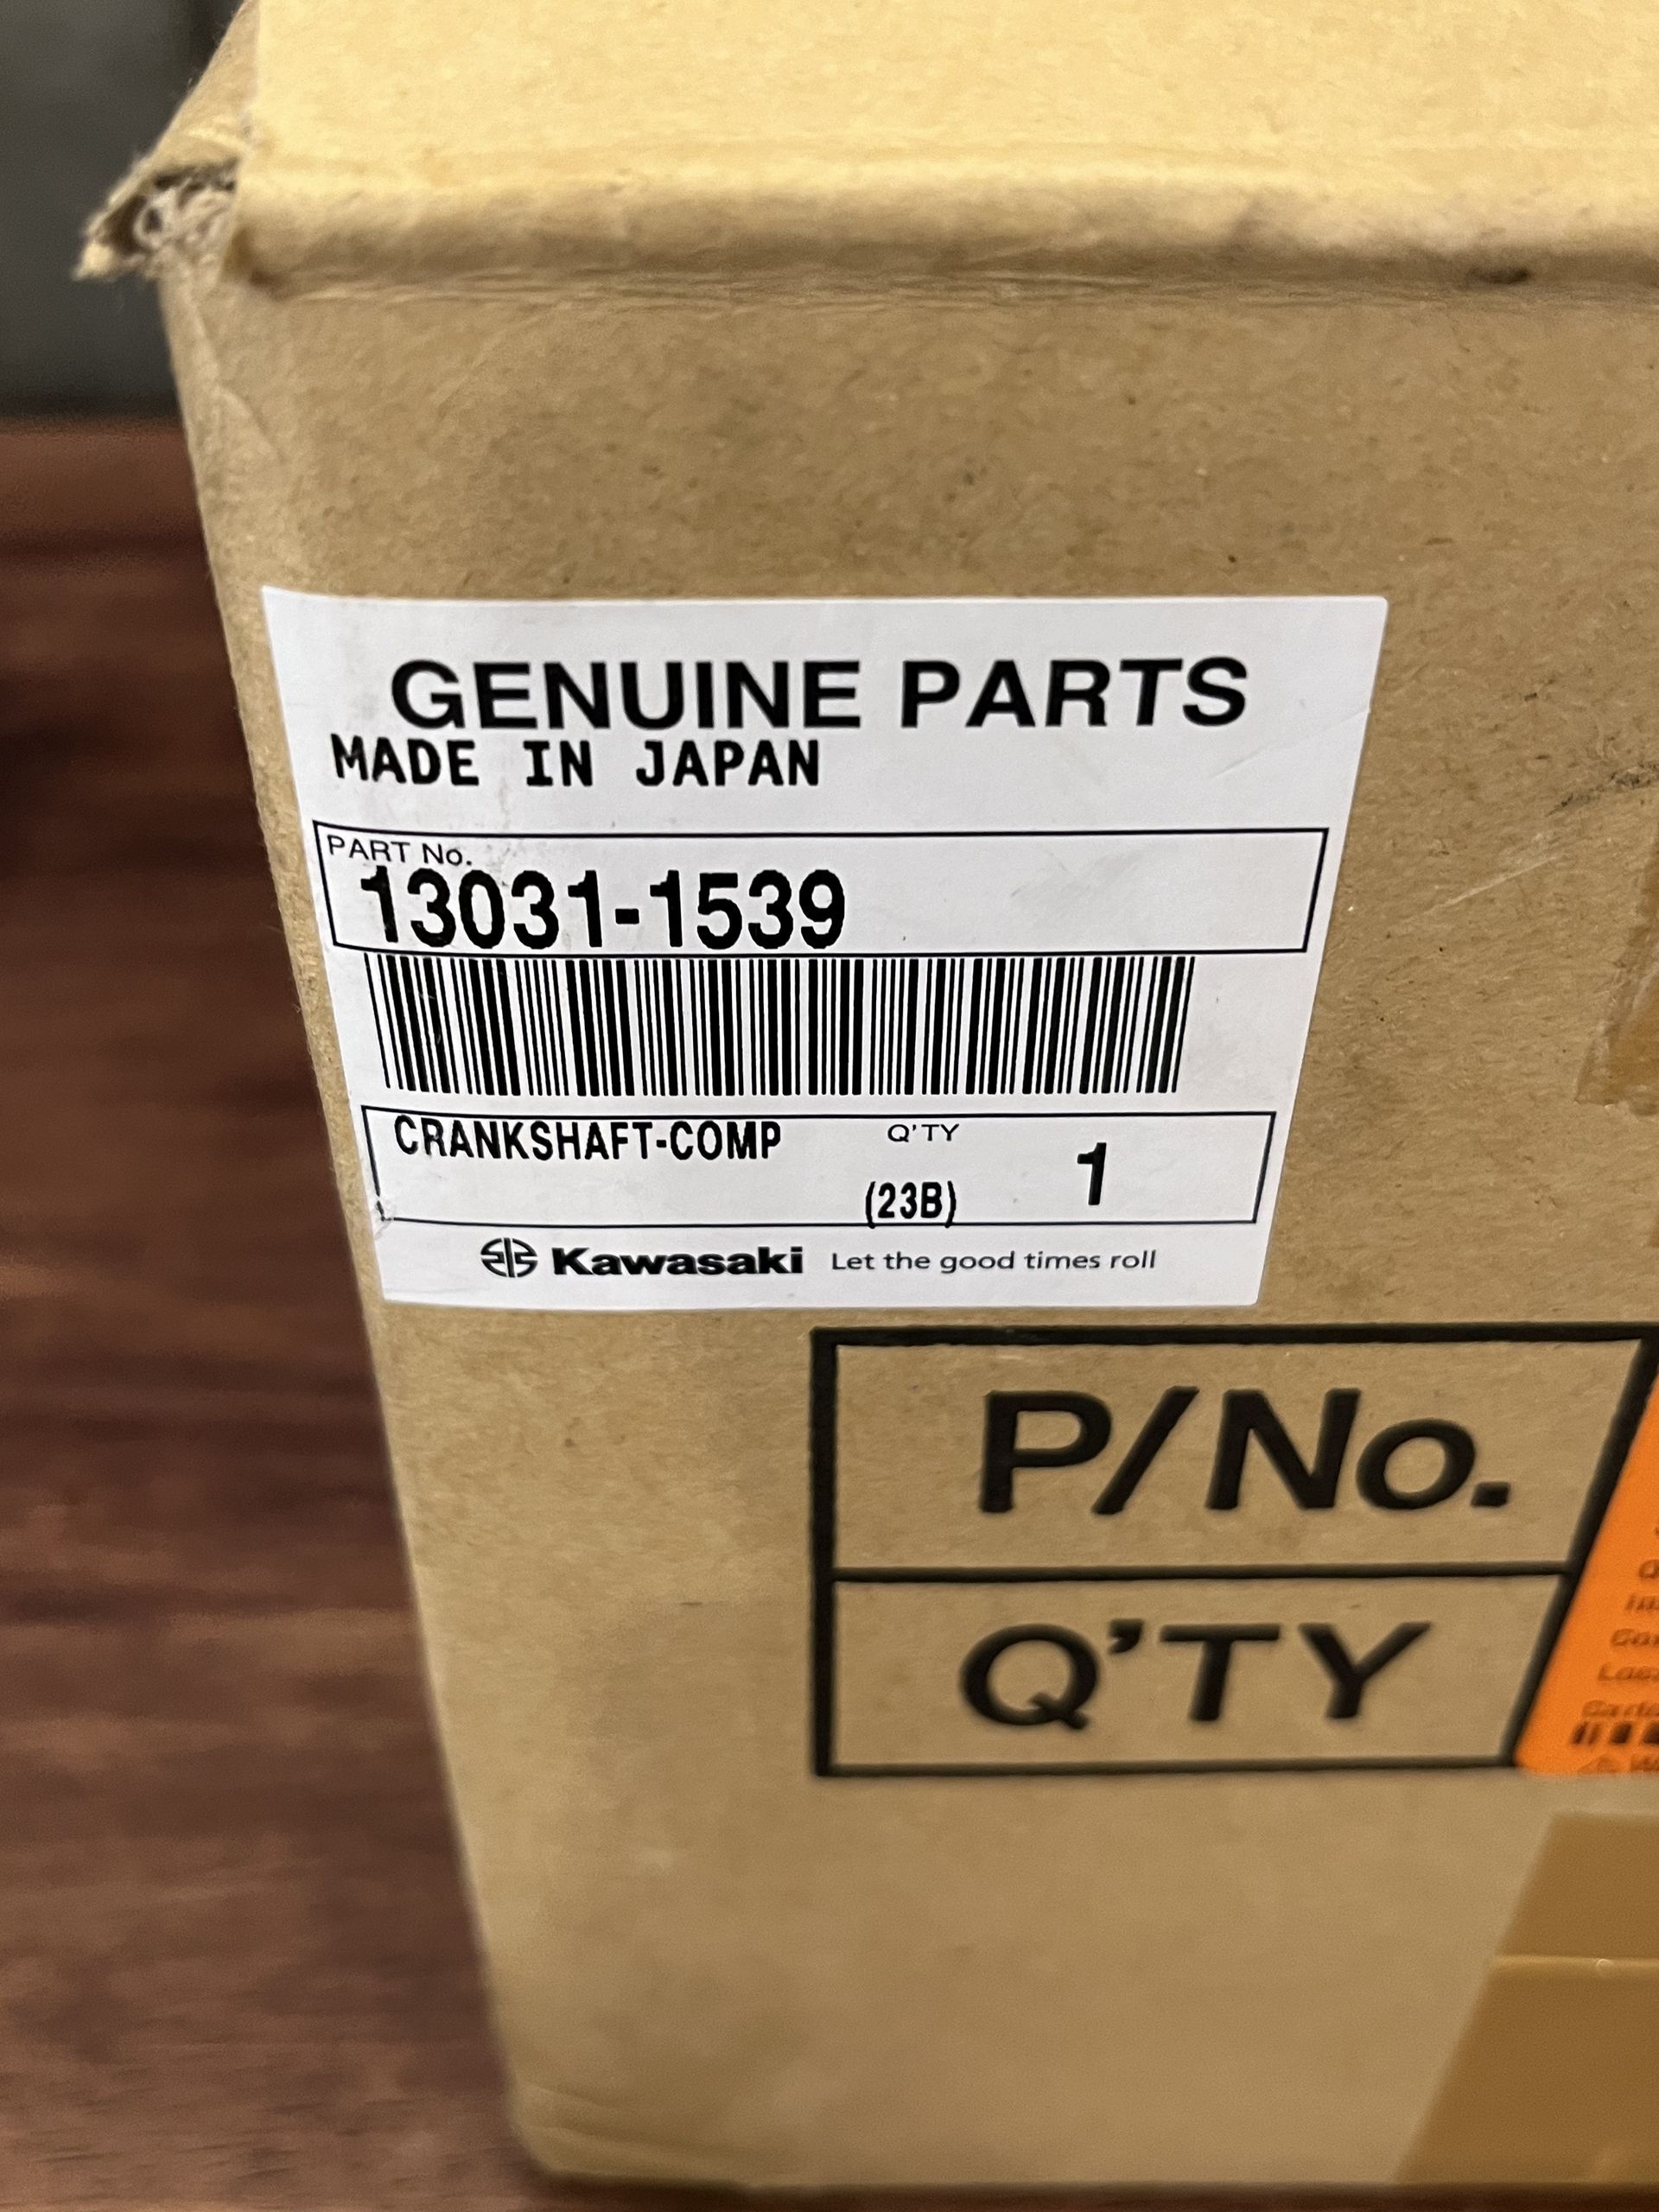 GENUINE PARTS
MADE IN JAPAN
PART No.
13031-1539
CRANKSHAFT-COMP Q'TY 1
(23B)
Kawasaki Let the good times roll
P/No.
Q'TY